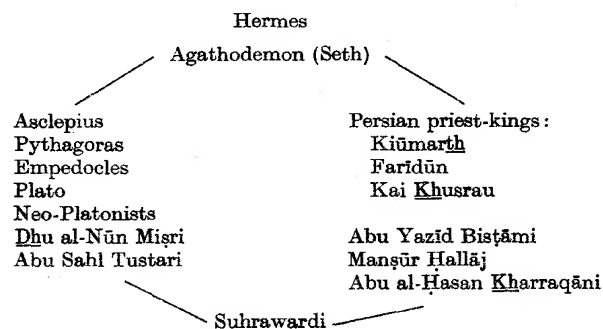 Hermes
Agathodemon (Seth)
Asclepius
Pythagoras
Empedocles
Plato
Neo-Platonists
Dhu al-Nūn Miṣri
Abu Sahl Tustari
Persian priest-kings:
Kiūmarth
Farīdūn
Kai Khusrau
Abu Yazīd Bisṭāmi
Manṣūr Ḥallāj
Abu al-Ḥasan Kharraqāni
Suhrawardi